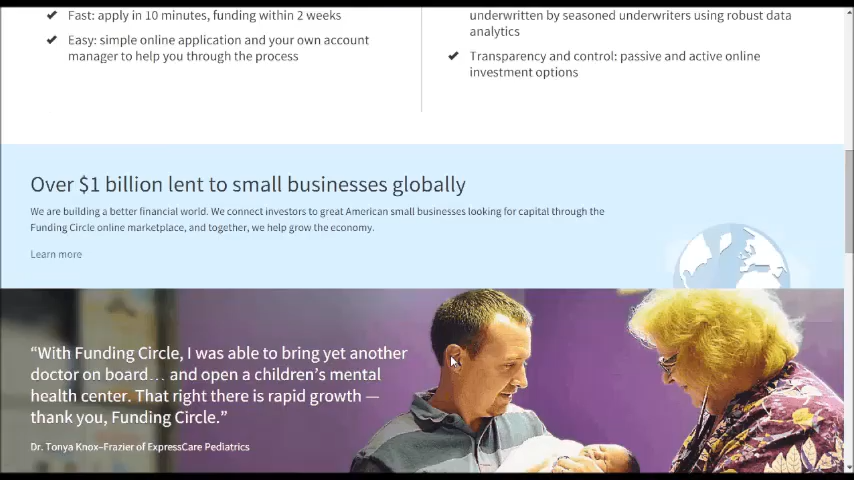 Fast: apply in 10 minutes, funding within 2 weeks
Easy: simple online application and your own account
manager to help you through the process
underwritten by seasoned underwriters using robust data
analytics
Transparency and control: passive and active online
investment options
Over $1 billion lent to small businesses globally
We are building a better financial world. We connect investors to great American small businesses looking for capital through the
Funding Circle online marketplace, and together, we help grow the economy.
Learn more
“With Funding Circle, I was able to bring yet another
doctor on board… and open a children’s mental
health center. That right there is rapid growth —
thank you, Funding Circle.”
Dr. Tonya Knox–Frazier of ExpressCare Pediatrics